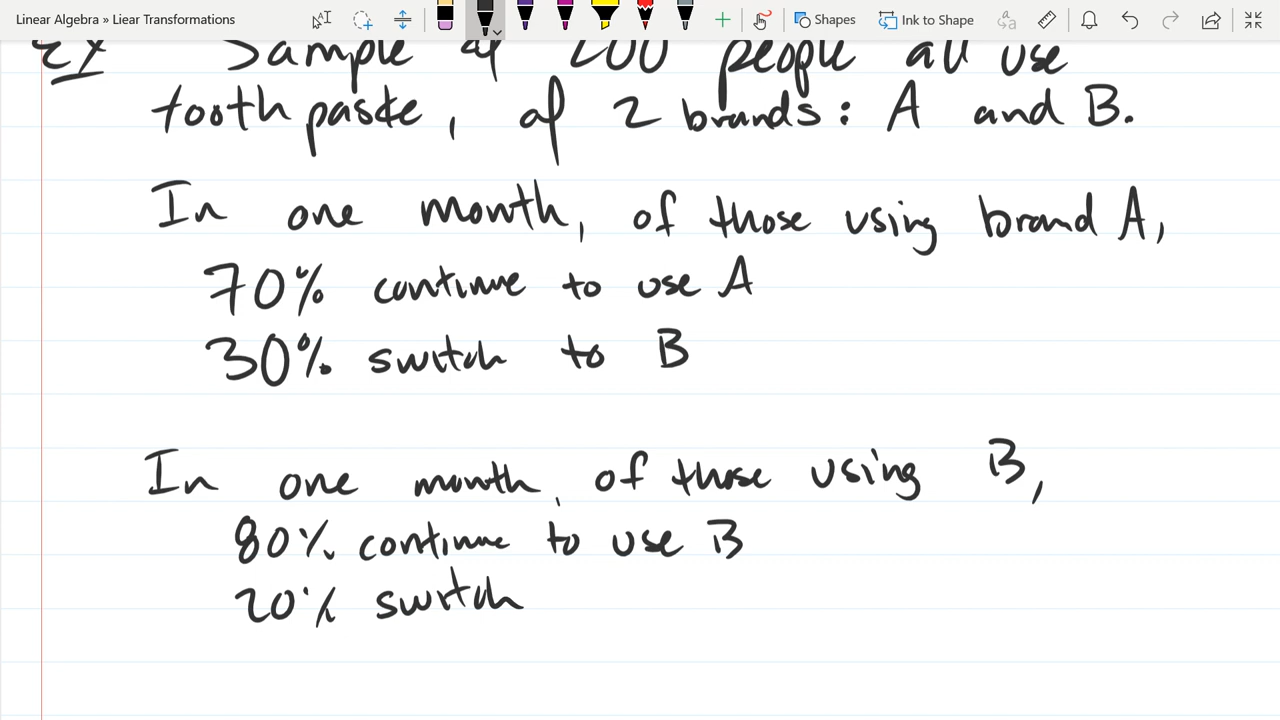 Linear Algebra » Liear Transformations
Shapes
Ink to Shape
Ex Sample of 200 people all use
toothpaste, of 2 brands: A and B.
In one month, of those using brand A,
70% continue to use A
30% switch to B
In one month, of those using B,
80% continue to use B
20% switch